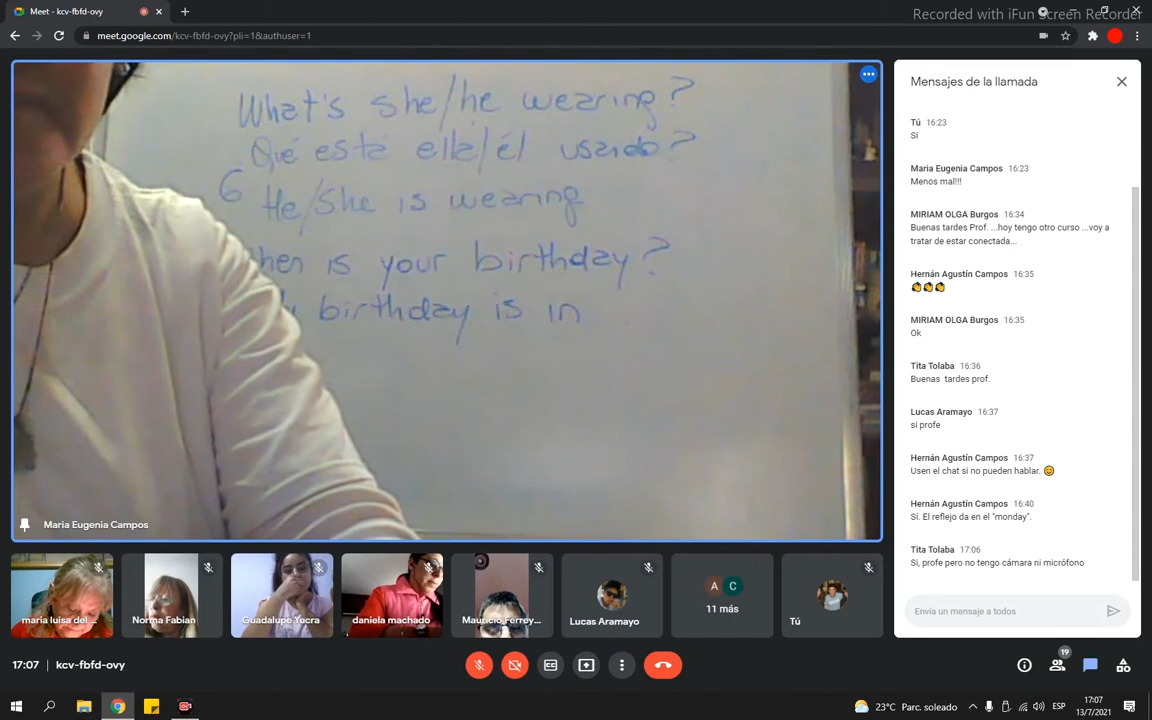 Meet - kcv-fbfd-ovy
Recorded with iFun Screen Recorder
meet.google.com/kcv-fbfd-ovy?pli=1&authuser=1
What's she/he wearing?
Qué esta ella/él usando?
6 He/She is wearing
hen is your birthday?
birthday is in
Maria Eugenia Campos
Mensajes de la llamada
Tú 16:23
Si
Maria Eugenia Campos 16:23
Menos mal!!!
MIRIAM OLGA Burgos 16:34
Buenas tardes Prof. ...hoy tengo otro curso ...voy a
tratar de estar conectada...
Hernán Agustín Campos 16:35
👏👏👏
MIRIAM OLGA Burgos 16:35
Ok
Tita Tolaba 16:36
Buenas tardes prof.
Lucas Aramayo 16:37
si profe
Hernán Agustín Campos 16:37
Usen el chat si no pueden hablar. 😊
Hernán Agustín Campos 16:40
Sí. El reflejo da en el "monday".
Tita Tolaba 17:06
Si, profe pero no tengo cámara ni micrófono
Envía un mensaje a todos
maria luisa del ...
Norma Fabian
Guadalupe Yucra
daniela machado
Mauricio Ferrey...
Lucas Aramayo
A C
11 más
Tú
17:07 | kcv-fbfd-ovy
19
23°C Parc. soleado
ESP
17:07
13/7/2021